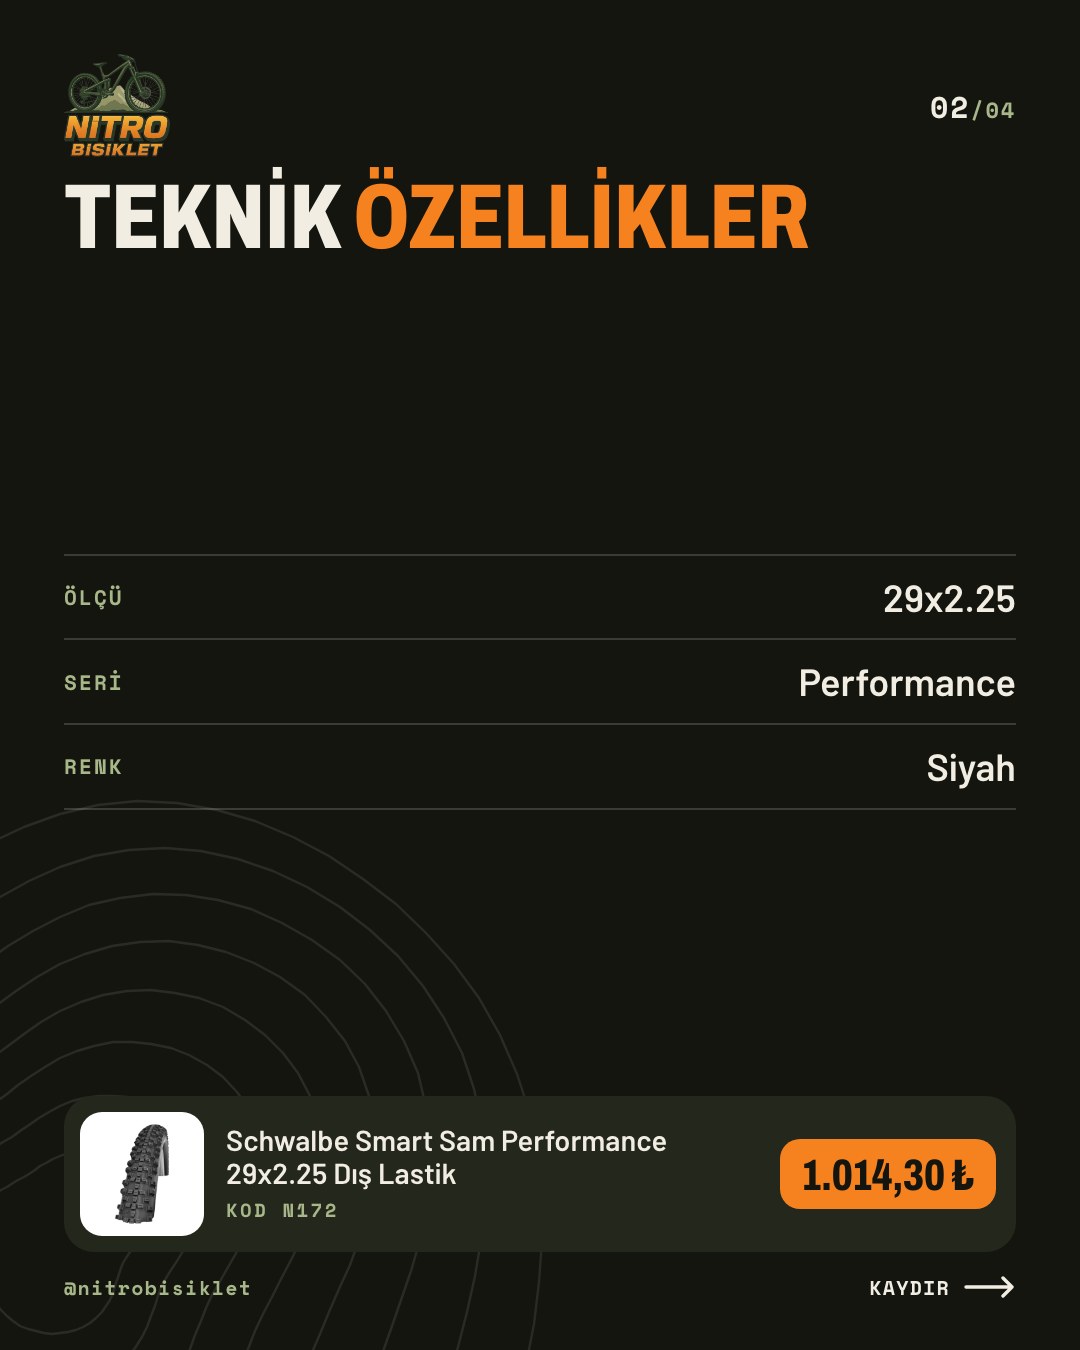 NiTRO
BISIKLET
02/04
TEKNİK ÖZELLİKLER
ÖLÇÜ 29x2.25
SERİ Performance
RENK Siyah
Schwalbe Smart Sam Performance
29x2.25 Dış Lastik
KOD N172
1.014,30 ₺
@nitrobisiklet
KAYDIR